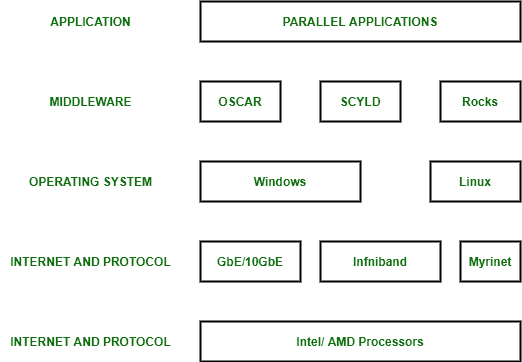 APPLICATION PARALLEL APPLICATIONS
MIDDLEWARE OSCAR SCYLD Rocks
OPERATING SYSTEM Windows Linux
INTERNET AND PROTOCOL GbE/10GbE Infniband Myrinet
INTERNET AND PROTOCOL Intel/ AMD Processors